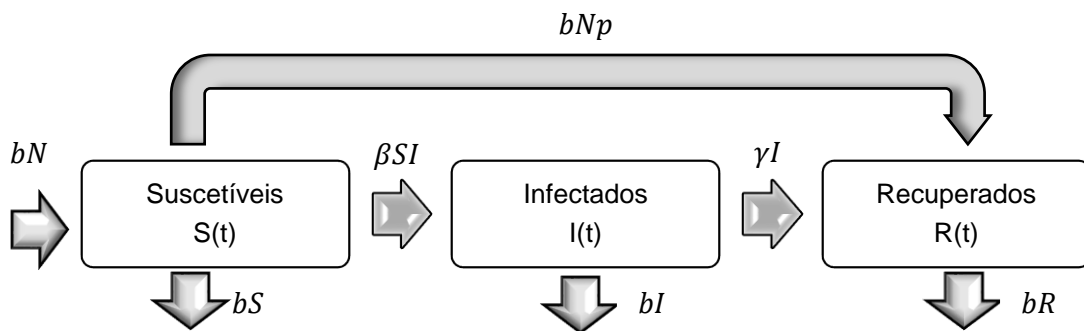 bNp
bN
βSI
γI
Suscetíveis
S(t)
Infectados
I(t)
Recuperados
R(t)
bS
bI
bR